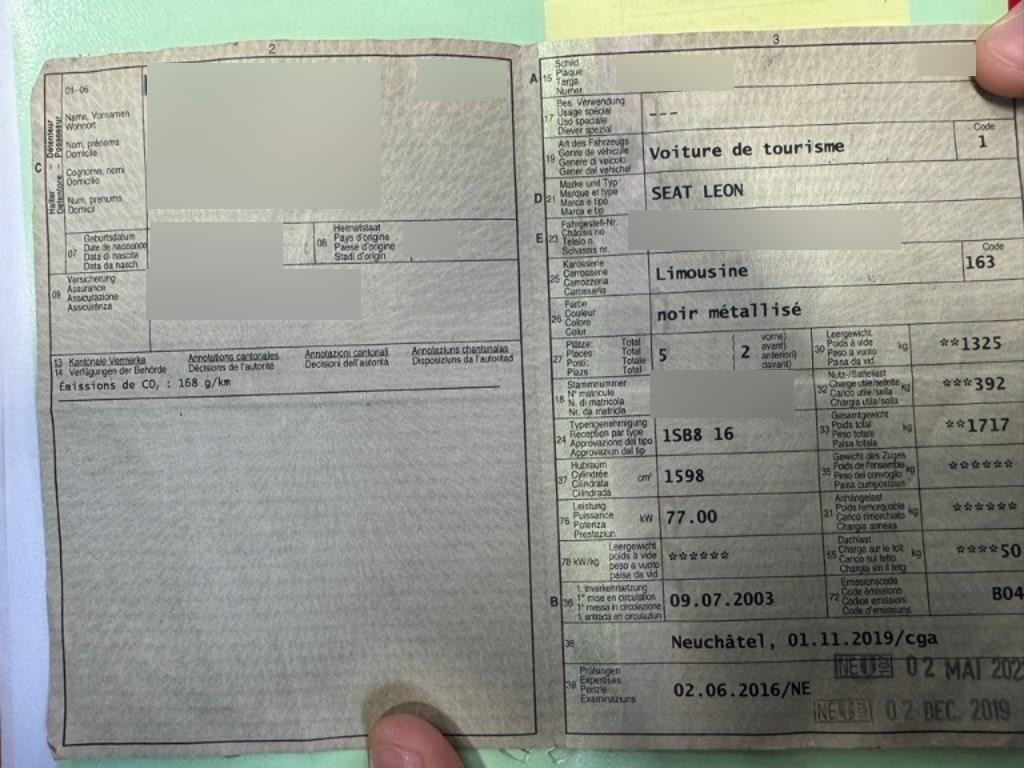 2
01-06
Name, Vornamen
Wohnort
Nom, prénoms
Domicile
Cognome, nomi
Domicilio
Num, prenums
Domicil
C
Halter – Détenteur
Detentore – Possessur
07
Geburtsdatum
Date de naissance
Data di nascita
Data da nasch
08
Heimatstaat
Pays d'origine
Paese d'origine
Stadi d'origin
09
Versicherung
Assurance
Assicurazione
Assicuranza
13 Kantonale Vermerke
14 Verfügungen der Behörde
Annotations cantonales
Décisions de l'autorité
Annotazioni cantonali
Decisioni dell'autorità
Annotaziuns chantunalas
Disposiziuns da l'autoritad
Émissions de CO₂ : 168 g/km
3
A 15
Schild
Plaque
Targa
Numer
17
Bes. Verwendung
Usage spécial
Uso speciale
Diever spezial
---
19
Art des Fahrzeugs
Genre de véhicule
Genere di veicolo
Gener dal vehichel
Voiture de tourisme
Code
1
D 21
Marke und Typ
Marque et type
Marca e tipo
Marca e tip
SEAT LEON
E 23
Fahrgestell-Nr.
Châssis no
Telaio n.
Schassis nr.
25
Karosserie
Carrosserie
Carrozzeria
Carossaria
Limousine
Code
163
26
Farbe
Couleur
Colore
Colur
noir métallisé
27
Plätze: Total
Places: Total
Posti: Totale
Plazs Total
5
2
vorne)
avant)
anteriori)
davant)
30
Leergewicht
Poids à vide
Peso a vuoto
Paisa da vid
kg
**1325
18
Stammnummer
N° matricule
N. di matricola
Nr. da matricla
32
Nutz-/Sattellast
Charge utile/sellette
Carico utile/sella
Chargia utila/sella
kg
***392
24
Typengenehmigung
Réception par type
Approvazione del tipo
Approvaziun dal tip
1SB8 16
33
Gesamtgewicht
Poids total
Peso totale
Paisa totala
kg
**1717
37
Hubraum
Cylindrée
Cilindrata
Cilindrada
cm³
1598
35
Gewicht des Zuges
Poids de l'ensemble
Peso del convoglio
Paisa cumposiziun
kg
******
76
Leistung
Puissance
Potenza
Prestaziun
kW
77.00
31
Anhängelast
Poids remorquable
Carico rimorchiato
Chargia annexa
kg
******
78 kW/kg
Leergewicht
poids à vide
peso a vuoto
paisa da vid
******
55
Dachlast
Charge sur le toit
Carico sul tetto
Chargia sin il tetg
kg
****50
B 36
1. Inverkehrsetzung
1re mise en circulation
1a messa in circolazione
1. entrada en circulaziun
09.07.2003
72
Emissionscode
Code émissions
Codice emissioni
Code d'emissiuns
B04
38
Neuchâtel, 01.11.2019/cga
39
Prüfungen
Expertises
Perizie
Examinaziuns
02.06.2016/NE
02 MAI 202
02 DEC. 2019